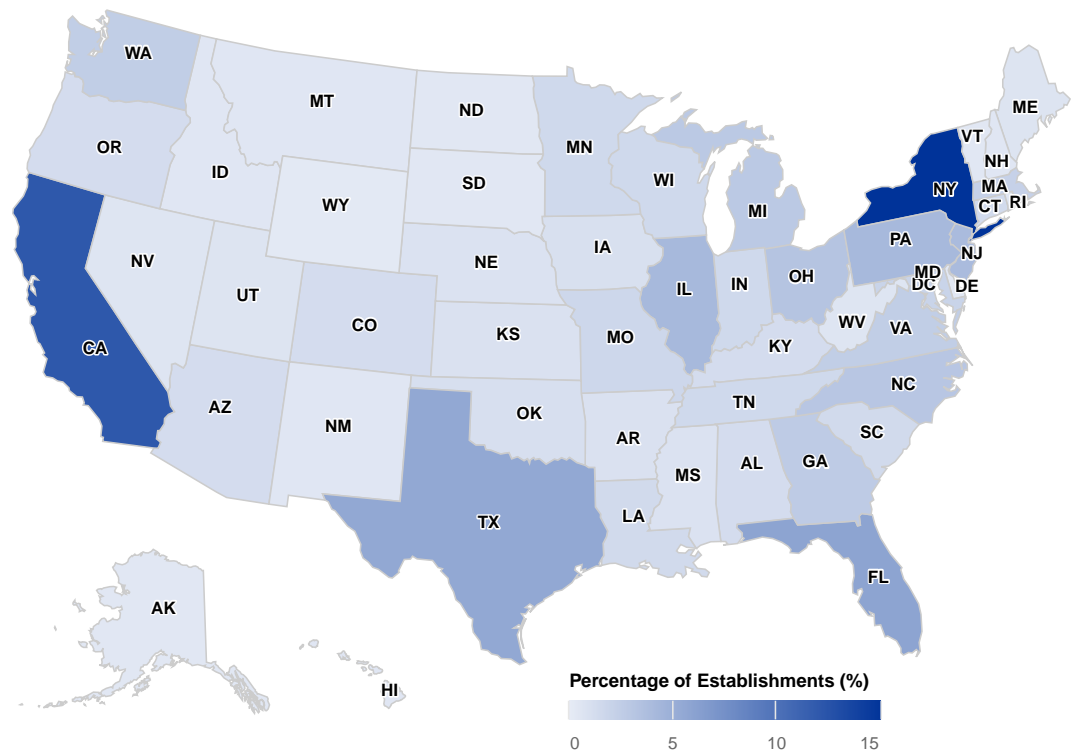 WA
MT
ND
ME
OR
MN
VT
ID
SD
WI
NH
WY
NY
MA
MI
CT
RI
NV
NE
IA
PA
NJ
UT
IL
IN
OH
MD
DC
DE
CO
KS
MO
WV
VA
CA
KY
AZ
NM
OK
TN
NC
AR
SC
MS
AL
GA
TX
LA
FL
AK
HI
Percentage of Establishments (%)
0 5 10 15